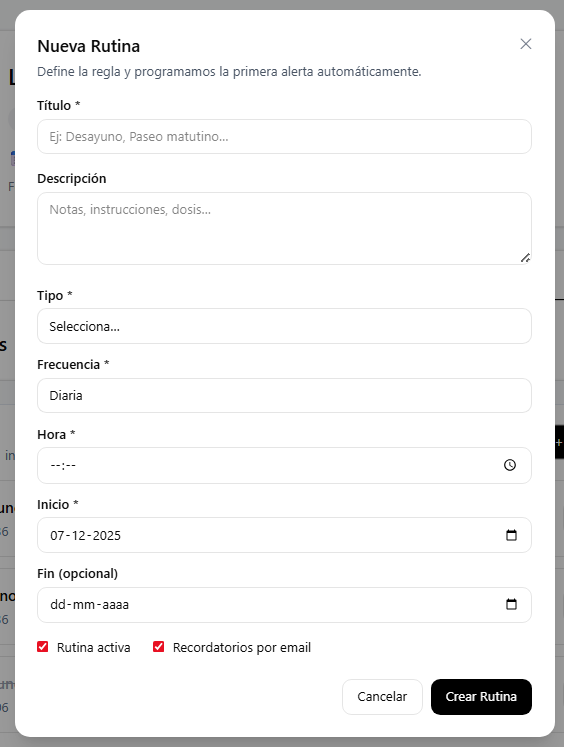 Nueva Rutina
Define la regla y programamos la primera alerta automáticamente.
Título *
Ej: Desayuno, Paseo matutino...
Descripción
Notas, instrucciones, dosis...
Tipo *
Selecciona...
Frecuencia *
Diaria
Hora *
--:--
Inicio *
07-12-2025
Fin (opcional)
dd-mm-aaaa
Rutina activa
Recordatorios por email
Cancelar
Crear Rutina